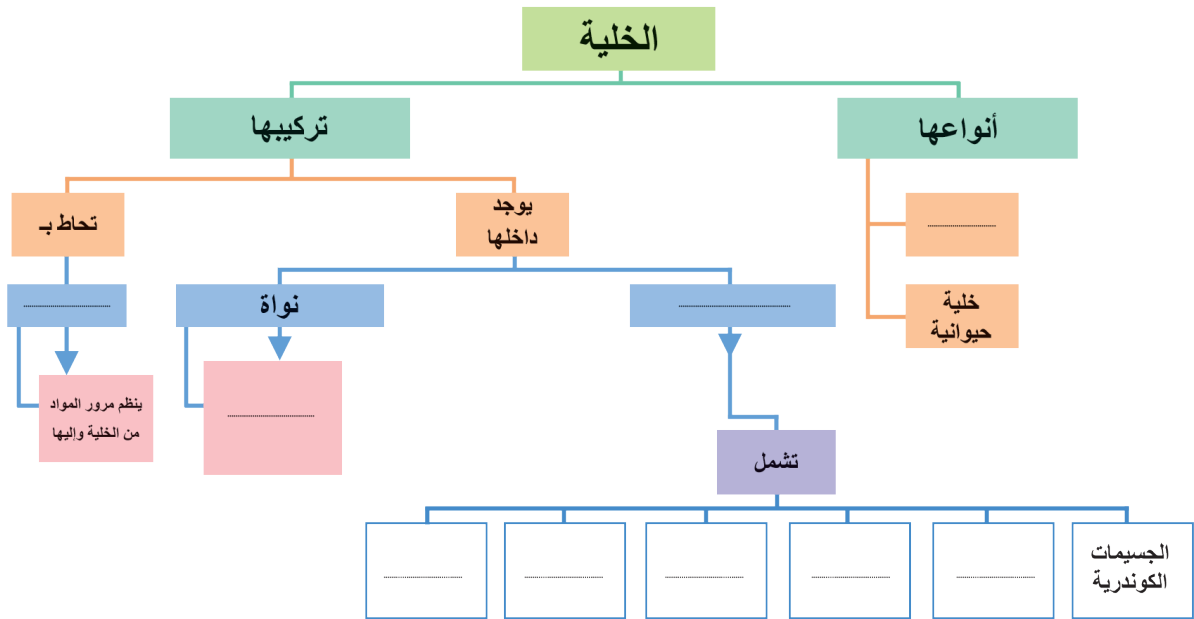 الخلية
أنواعها
تركيبها
يوجد
داخلها
تحاط بـ
خلية
حيوانية
نواة
ينظم مرور المواد
من الخلية وإليها
تشمل
الجسيمات
الكوندرية